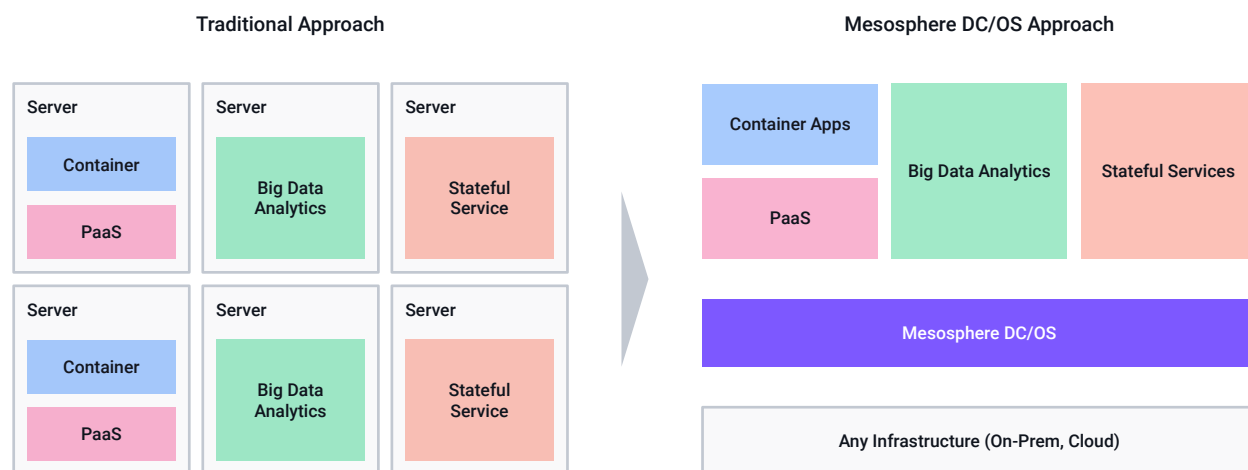 Traditional Approach
Server
Container
PaaS
Server
Big Data
Analytics
Server
Stateful
Service
Server
Container
PaaS
Server
Big Data
Analytics
Server
Stateful
Service
Mesosphere DC/OS Approach
Container Apps
PaaS
Big Data Analytics
Stateful Services
Mesosphere DC/OS
Any Infrastructure (On-Prem, Cloud)